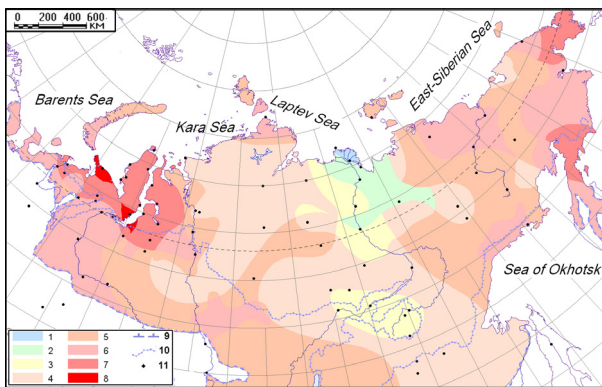 0 200 400 600
KM
Barents Sea
Kara Sea
Laptev Sea
East-Siberian Sea
Sea of Okhotsk
1 5 9
2 6 10
3 7 11
4 8